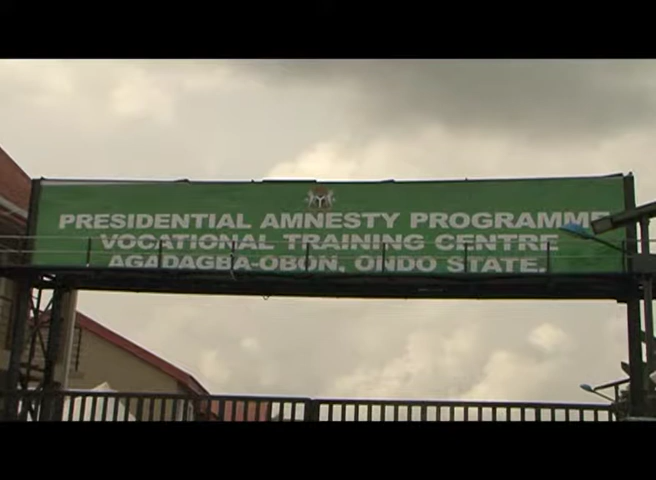 PRESIDENTIAL AMNESTY PROGRAMME
VOCATIONAL TRAINING CENTRE
AGADAGBA-OBON, ONDO STATE.